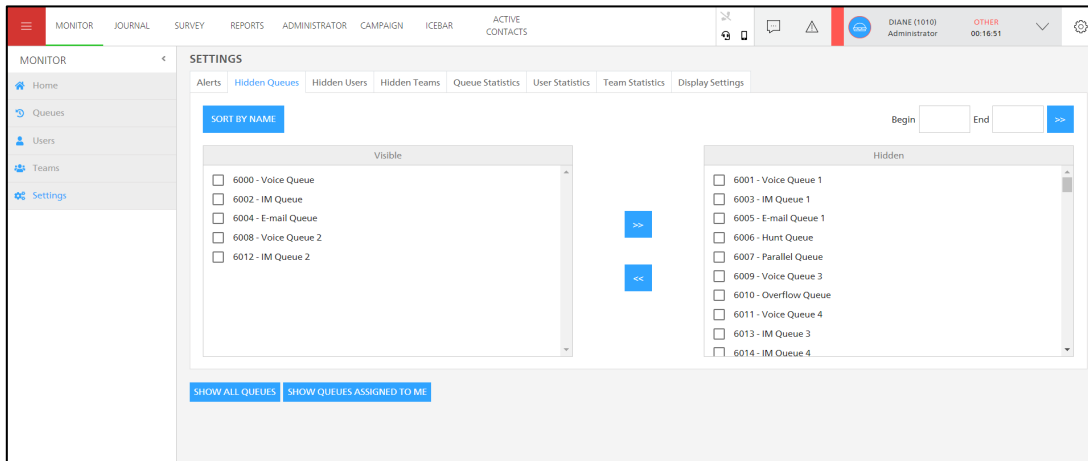 MONITOR JOURNAL SURVEY REPORTS ADMINISTRATOR CAMPAIGN ICEBAR ACTIVE CONTACTS
DIANE (1010) OTHER
Administrator 00:16:51
MONITOR <
Home
Queues
Users
Teams
Settings
SETTINGS
Alerts Hidden Queues Hidden Users Hidden Teams Queue Statistics User Statistics Team Statistics Display Settings
SORT BY NAME Begin End >>
Visible
6000 - Voice Queue
6002 - IM Queue
6004 - E-mail Queue
6008 - Voice Queue 2
6012 - IM Queue 2
>>
<<
Hidden
6001 - Voice Queue 1
6003 - IM Queue 1
6005 - E-mail Queue 1
6006 - Hunt Queue
6007 - Parallel Queue
6009 - Voice Queue 3
6010 - Overflow Queue
6011 - Voice Queue 4
6013 - IM Queue 3
6014 - IM Queue 4
SHOW ALL QUEUES SHOW QUEUES ASSIGNED TO ME